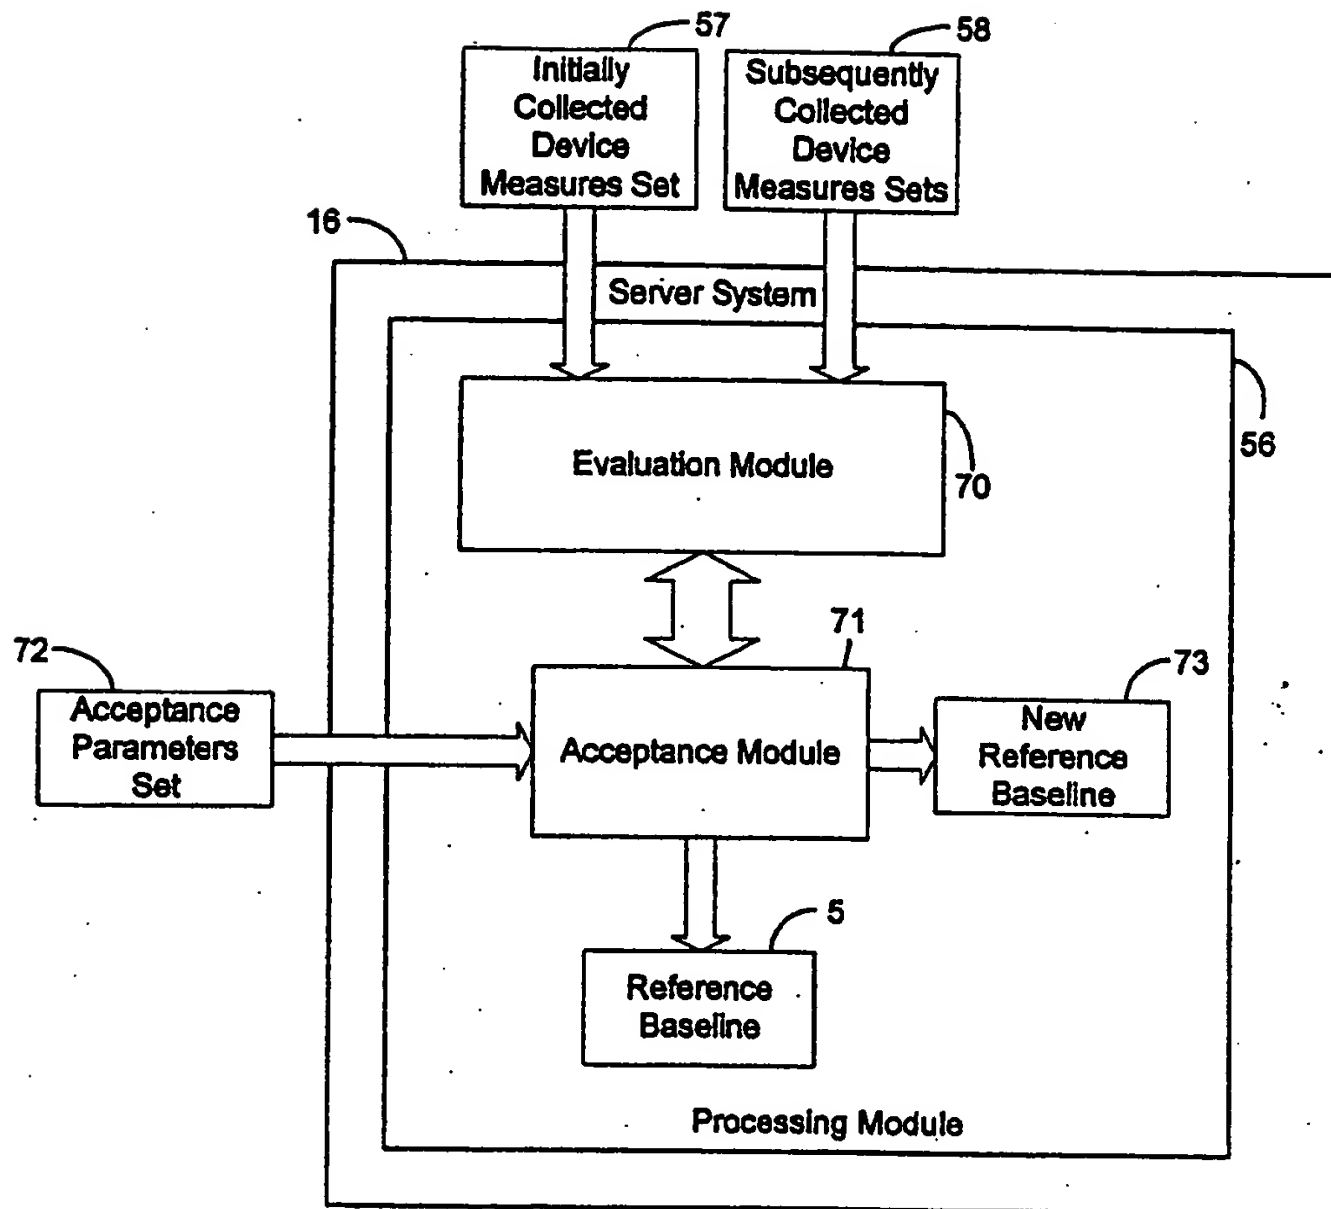 57
58
Initially
Collected
Device
Measures Set
Subsequently
Collected
Device
Measures Sets
16
Server System
56
Evaluation Module
70
71
72
73
Acceptance
Parameters
Set
Acceptance Module
New
Reference
Baseline
5
Reference
Baseline
Processing Module